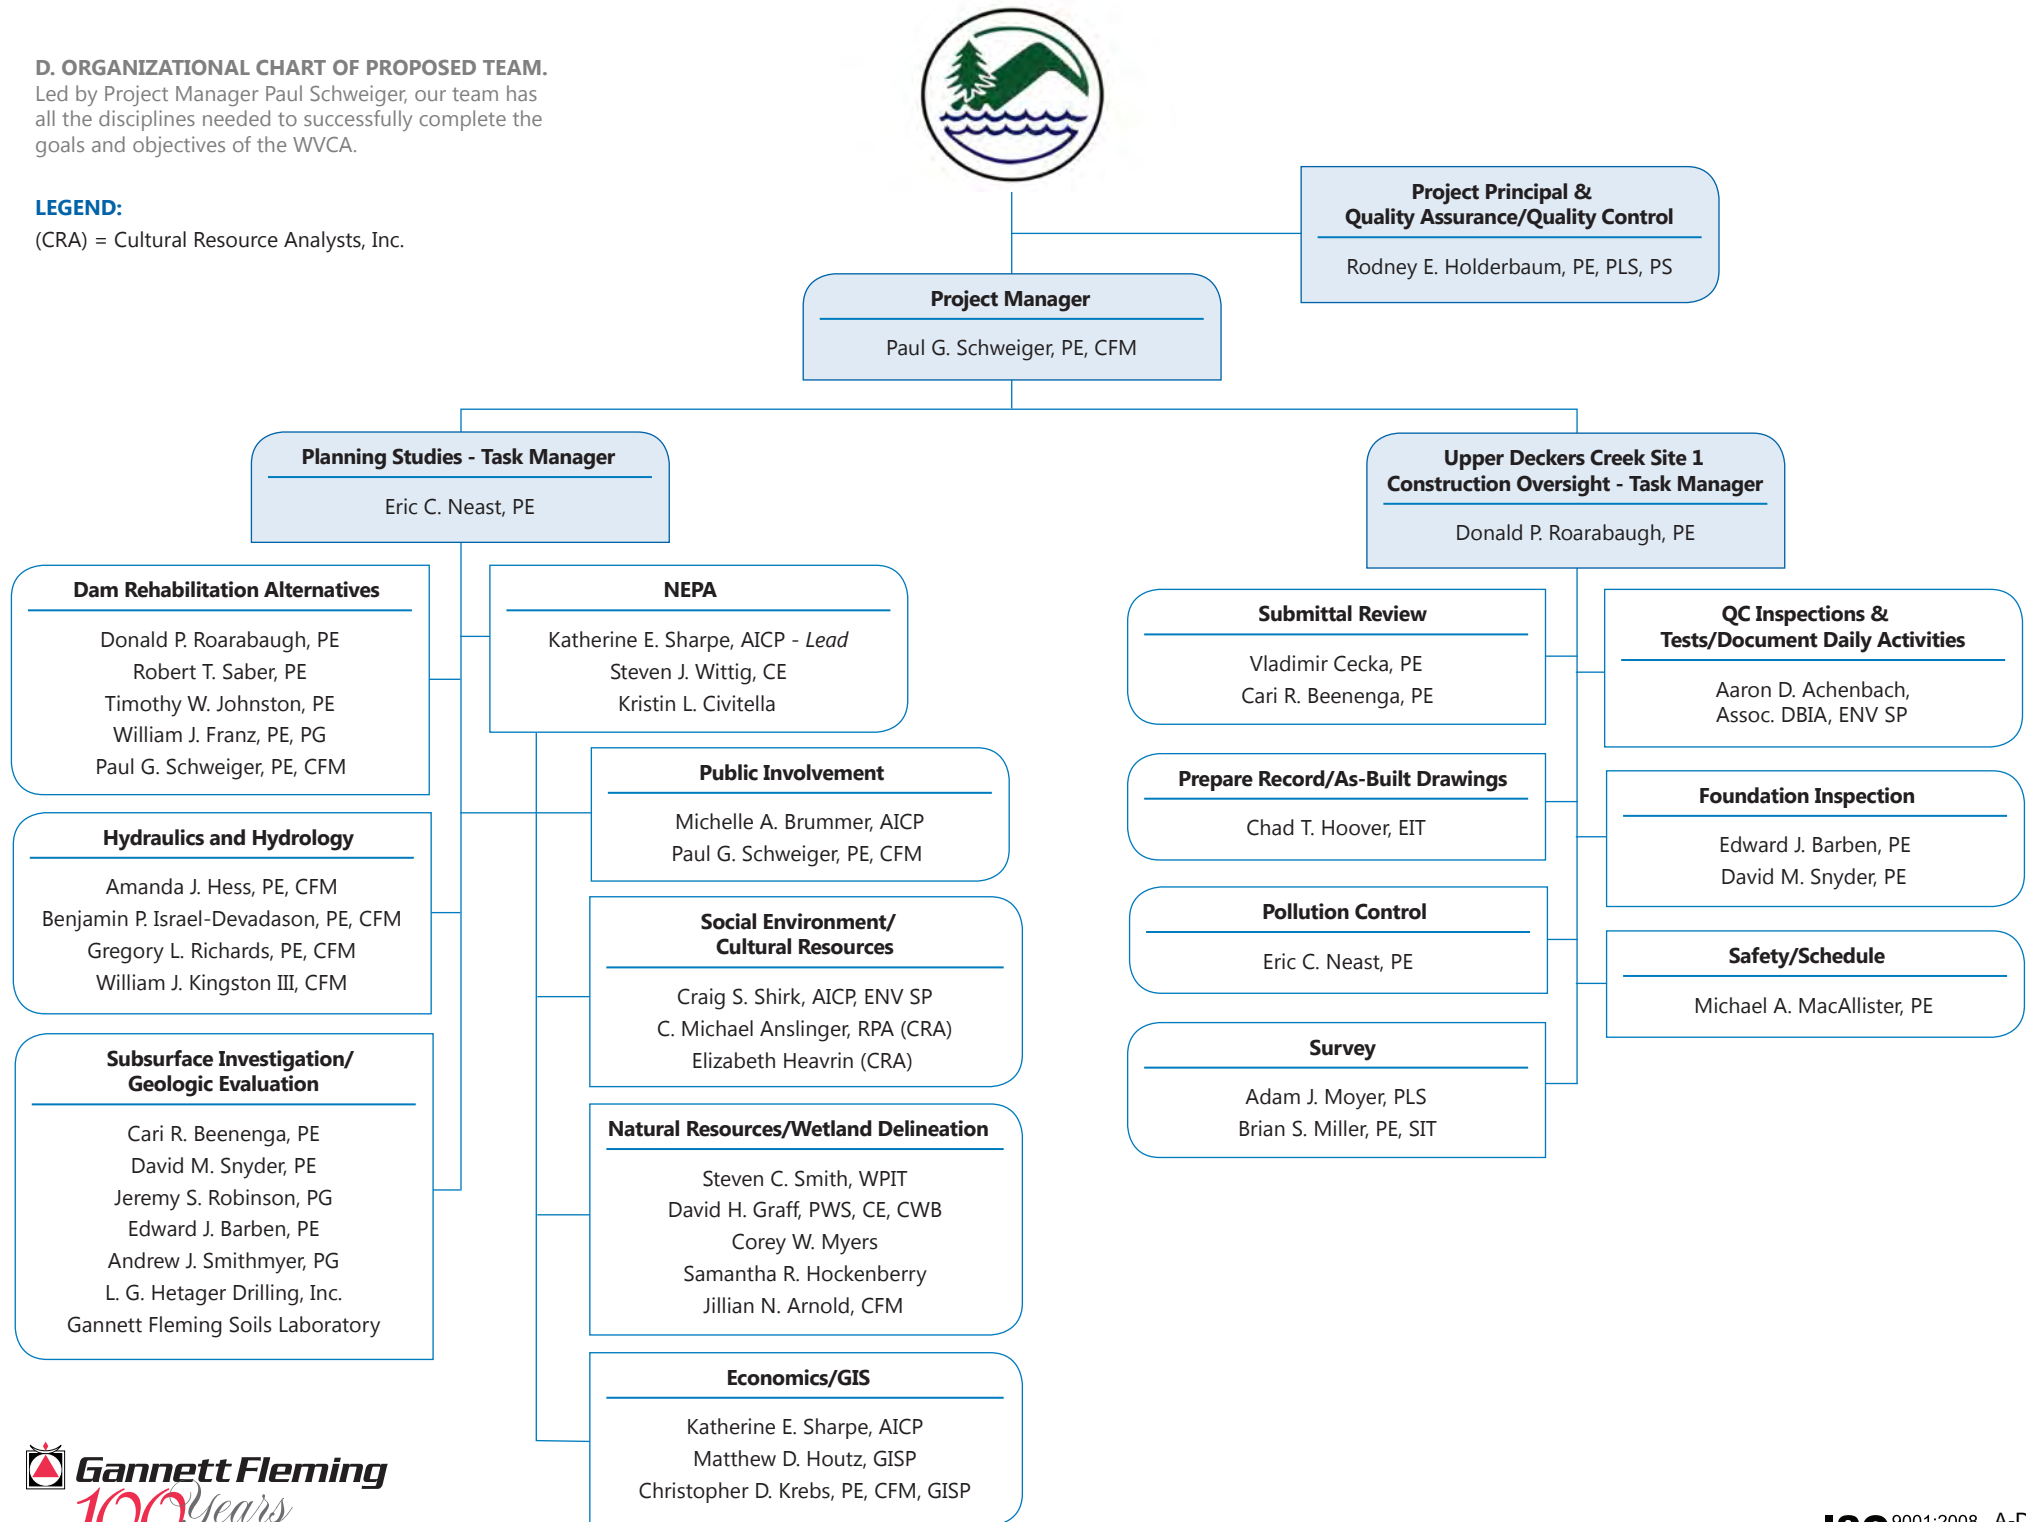 D. ORGANIZATIONAL CHART OF PROPOSED TEAM.
Led by Project Manager Paul Schweiger, our team has
all the disciplines needed to successfully complete the
goals and objectives of the WVCA.
LEGEND:
(CRA) = Cultural Resource Analysts, Inc.
Project Principal &
Quality Assurance/Quality Control
Rodney E. Holderbaum, PE, PLS, PS
Project Manager
Paul G. Schweiger, PE, CFM
Planning Studies - Task Manager
Eric C. Neast, PE
Dam Rehabilitation Alternatives
Donald P. Roarabaugh, PE
Robert T. Saber, PE
Timothy W. Johnston, PE
William J. Franz, PE, PG
Paul G. Schweiger, PE, CFM
Hydraulics and Hydrology
Amanda J. Hess, PE, CFM
Benjamin P. Israel-Devadason, PE, CFM
Gregory L. Richards, PE, CFM
William J. Kingston III, CFM
Subsurface Investigation/
Geologic Evaluation
Cari R. Beenenga, PE
David M. Snyder, PE
Jeremy S. Robinson, PG
Edward J. Barben, PE
Andrew J. Smithmyer, PG
L. G. Hetager Drilling, Inc.
Gannett Fleming Soils Laboratory
NEPA
Katherine E. Sharpe, AICP - Lead
Steven J. Wittig, CE
Kristin L. Civitella
Public Involvement
Michelle A. Brummer, AICP
Paul G. Schweiger, PE, CFM
Social Environment/
Cultural Resources
Craig S. Shirk, AICP, ENV SP
C. Michael Anslinger, RPA (CRA)
Elizabeth Heavrin (CRA)
Natural Resources/Wetland Delineation
Steven C. Smith, WPIT
David H. Graff, PWS, CE, CWB
Corey W. Myers
Samantha R. Hockenberry
Jillian N. Arnold, CFM
Economics/GIS
Katherine E. Sharpe, AICP
Matthew D. Houtz, GISP
Christopher D. Krebs, PE, CFM, GISP
Upper Deckers Creek Site 1
Construction Oversight - Task Manager
Donald P. Roarabaugh, PE
Submittal Review
Vladimir Cecka, PE
Cari R. Beenenga, PE
Prepare Record/As-Built Drawings
Chad T. Hoover, EIT
Pollution Control
Eric C. Neast, PE
Survey
Adam J. Moyer, PLS
Brian S. Miller, PE, SIT
QC Inspections &
Tests/Document Daily Activities
Aaron D. Achenbach,
Assoc. DBIA, ENV SP
Foundation Inspection
Edward J. Barben, PE
David M. Snyder, PE
Safety/Schedule
Michael A. MacAllister, PE
Gannett Fleming
100 Years
ISO 9001:2008 A-D